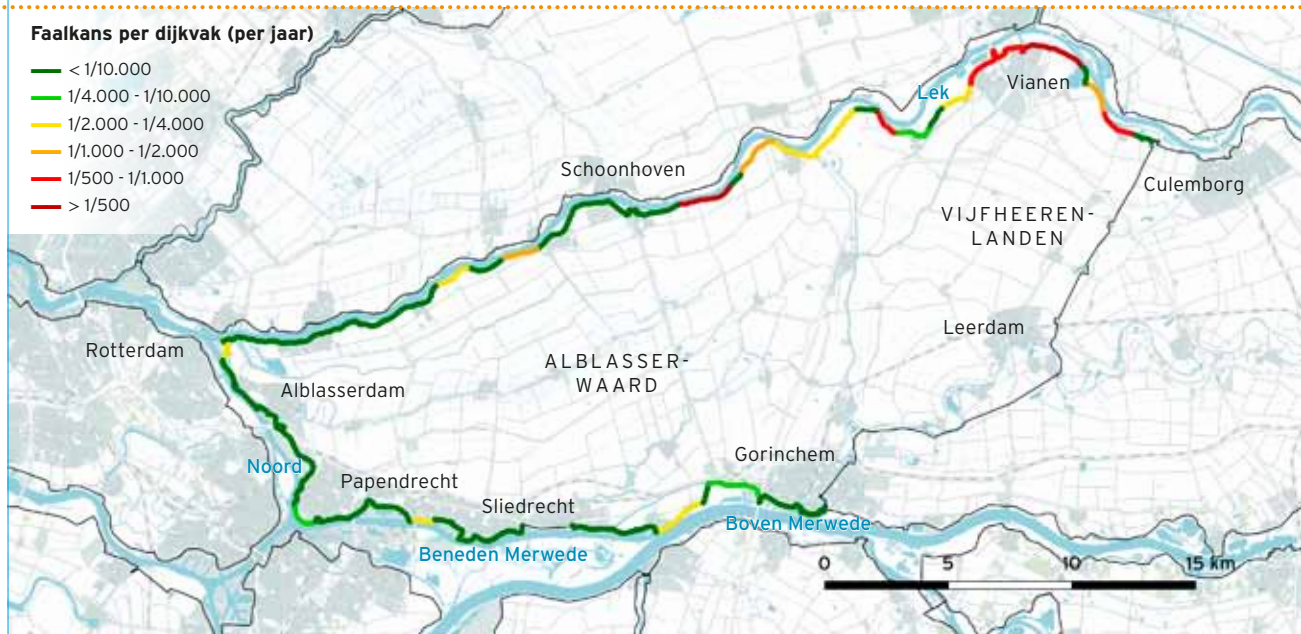 Faalkans per dijkvak (per jaar)
< 1/10.000
1/4.000 - 1/10.000
1/2.000 - 1/4.000
1/1.000 - 1/2.000
1/500 - 1/1.000
> 1/500
Lek
Vianen
Schoonhoven
Culemborg
VIJFHEEREN-
LANDEN
Leerdam
Rotterdam
ALBLASSER-
WAARD
Alblasserdam
Gorinchem
Noord
Papendrecht
Sliedrecht
Boven Merwede
Beneden Merwede
0 5 10 15 km